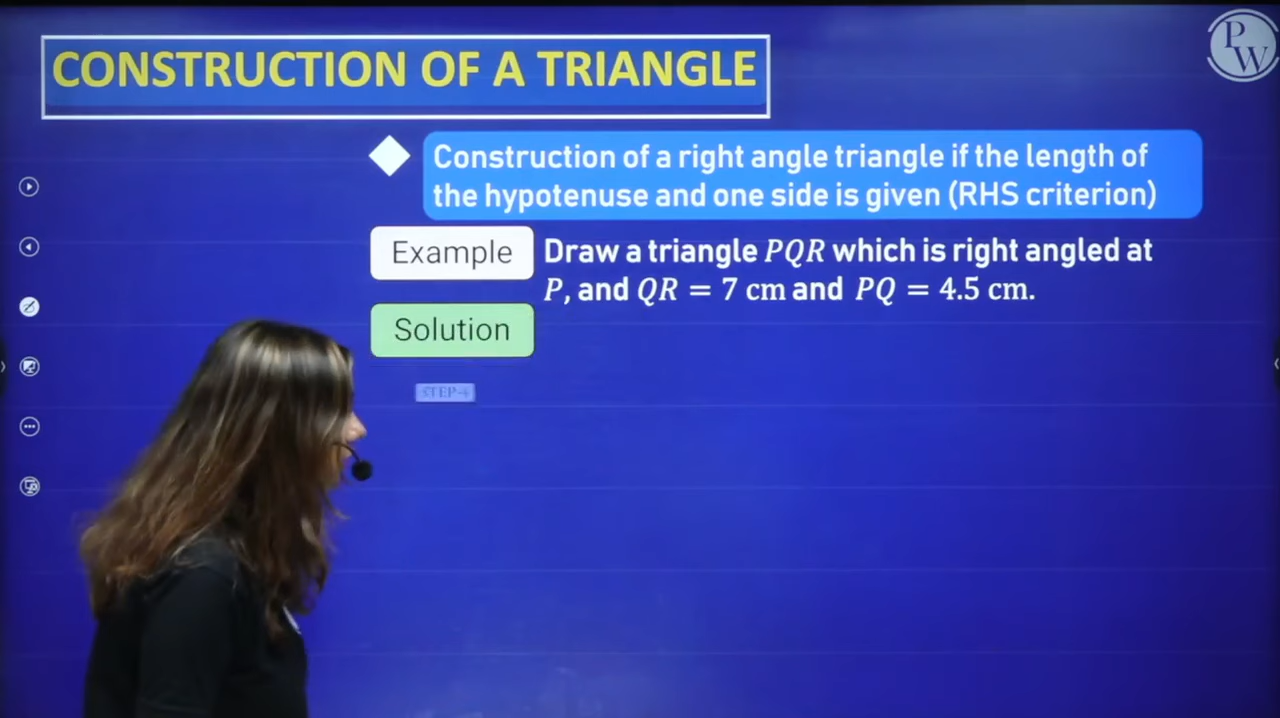 CONSTRUCTION OF A TRIANGLE
PW
Construction of a right angle triangle if the length of
the hypotenuse and one side is given (RHS criterion)
Example
Draw a triangle PQR which is right angled at
P, and QR = 7 cm and PQ = 4.5 cm.
Solution